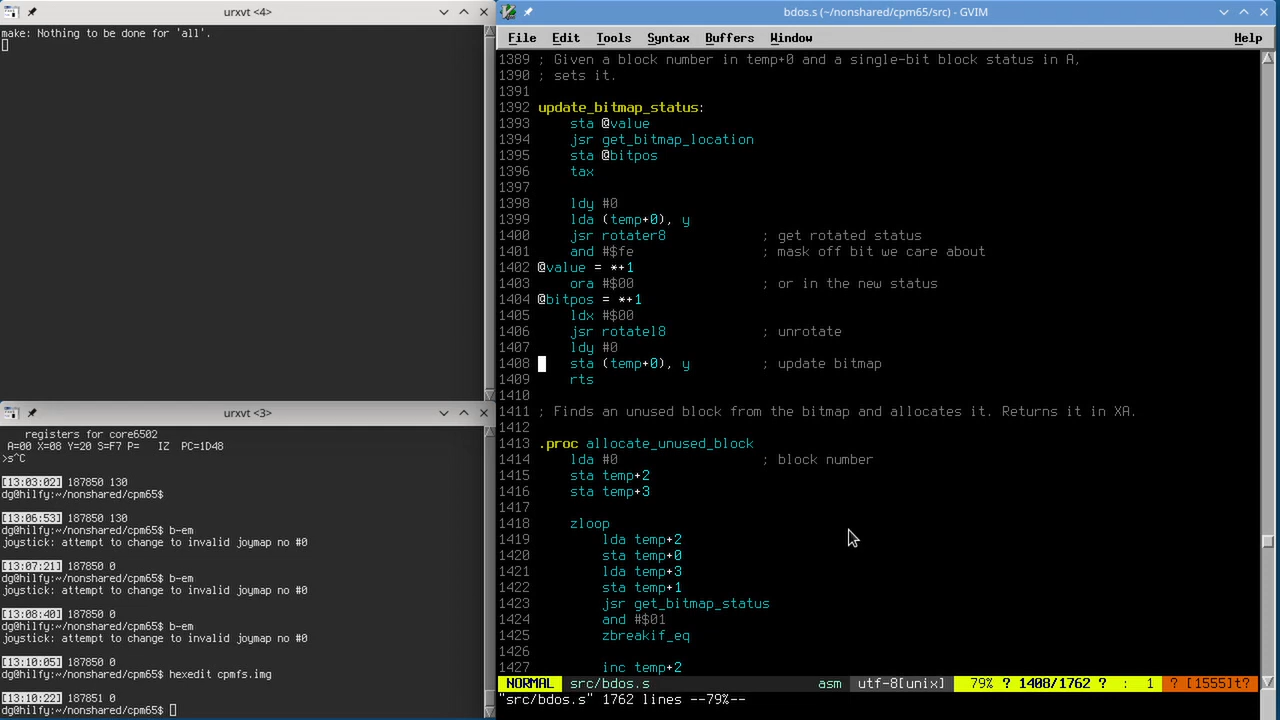 urxvt <4>
make: Nothing to be done for 'all'.
urxvt <3>
registers for core6502
A=80 X=08 Y=20 S=F7 P=   IZ  PC=1D48
>s^C
[13:03:02] 187850 130
dg@hilfy:~/nonshared/cpm65$
[13:06:53] 187850 130
dg@hilfy:~/nonshared/cpm65$ b-em
joystick: attempt to change to invalid joymap no #0
[13:07:21] 187850 0
dg@hilfy:~/nonshared/cpm65$ b-em
joystick: attempt to change to invalid joymap no #0
[13:08:40] 187850 0
dg@hilfy:~/nonshared/cpm65$ b-em
joystick: attempt to change to invalid joymap no #0
[13:10:05] 187850 0
dg@hilfy:~/nonshared/cpm65$ hexedit cpmfs.img
[13:10:22] 187851 0
dg@hilfy:~/nonshared/cpm65$
bdos.s (~/nonshared/cpm65/src) - GVIM
File Edit Tools Syntax Buffers Window Help
1389 ; Given a block number in temp+0 and a single-bit block status in A,
1390 ; sets it.
1391
1392 update_bitmap_status:
1393     sta @value
1394     jsr get_bitmap_location
1395     sta @bitpos
1396     tax
1397
1398     ldy #0
1399     lda (temp+0), y
1400     jsr rotater8            ; get rotated status
1401     and #$fe                ; mask off bit we care about
1402 @value = *+1
1403     ora #$00                ; or in the new status
1404 @bitpos = *+1
1405     ldx #$00
1406     jsr rotatel8            ; unrotate
1407     ldy #0
1408     sta (temp+0), y         ; update bitmap
1409     rts
1410
1411 ; Finds an unused block from the bitmap and allocates it. Returns it in XA.
1412
1413 .proc allocate_unused_block
1414     lda #0                  ; block number
1415     sta temp+2
1416     sta temp+3
1417
1418     zloop
1419         lda temp+2
1420         sta temp+0
1421         lda temp+3
1422         sta temp+1
1423         jsr get_bitmap_status
1424         and #$01
1425         zbreakif_eq
1426
1427         inc temp+2
NORMAL src/bdos.s asm utf-8[unix] 79% ? 1408/1762 ? : 1 ? [1555]t?
"src/bdos.s" 1762 lines --79%--